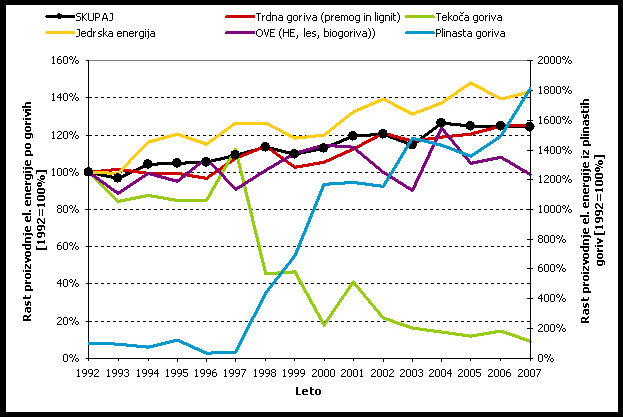 SKUPAJ
Trdna goriva (premog in lignit)
Tekoča goriva
Jedrska energija
OVE (HE, les, biogoriva))
Plinasta goriva
160%
140%
120%
100%
80%
60%
40%
20%
0%
Rast proizvodnje el. energije po gorivih
[1992=100%]
2000%
1800%
1600%
1400%
1200%
1000%
800%
600%
400%
200%
0%
Rast proizvodnje el. energije iz plinastih
goriv [1992=100%]
1992 1993 1994 1995 1996 1997 1998 1999 2000 2001 2002 2003 2004 2005 2006 2007
Leto